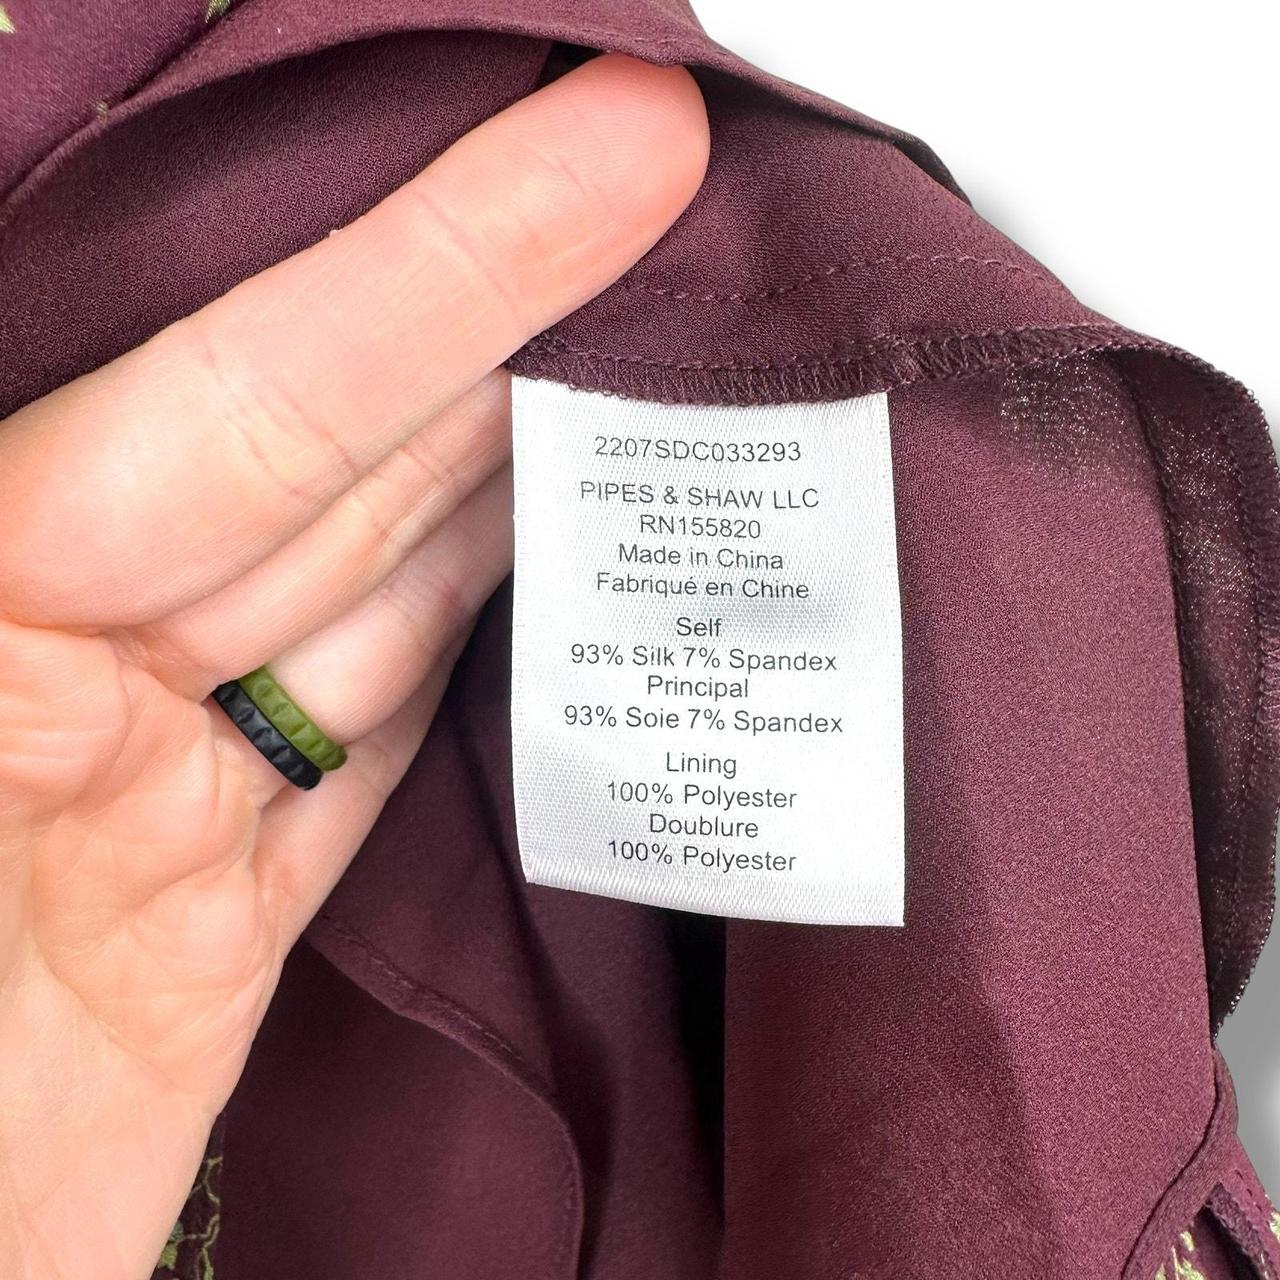 2207SDC033293
PIPES & SHAW LLC
RN155820
Made in China
Fabriqué en Chine
Self
93% Silk 7% Spandex
Principal
93% Soie 7% Spandex
Lining
100% Polyester
Doublure
100% Polyester